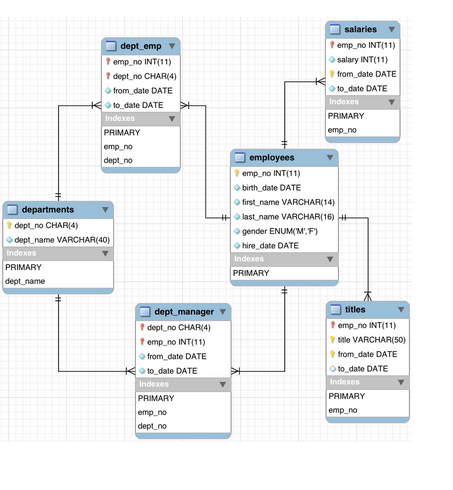 salaries
emp_no INT(11)
salary INT(11)
from_date DATE
to_date DATE
Indexes
PRIMARY
emp_no
dept_emp
emp_no INT(11)
dept_no CHAR(4)
from_date DATE
to_date DATE
Indexes
PRIMARY
emp_no
dept_no
employees
emp_no INT(11)
birth_date DATE
first_name VARCHAR(14)
last_name VARCHAR(16)
gender ENUM('M','F')
hire_date DATE
Indexes
PRIMARY
departments
dept_no CHAR(4)
dept_name VARCHAR(40)
Indexes
PRIMARY
dept_name
dept_manager
dept_no CHAR(4)
emp_no INT(11)
from_date DATE
to_date DATE
Indexes
PRIMARY
emp_no
dept_no
titles
emp_no INT(11)
title VARCHAR(50)
from_date DATE
to_date DATE
Indexes
PRIMARY
emp_no